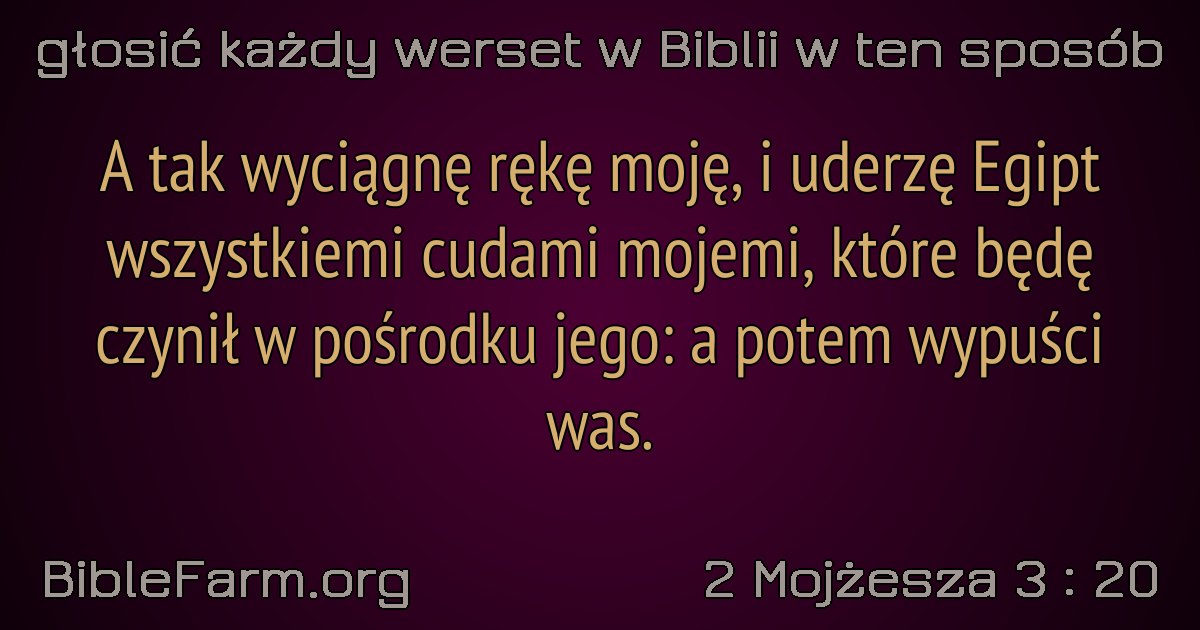 głosić każdy werset w Biblii w ten sposób
A tak wyciągnę rękę moję, i uderzę Egipt
wszystkiemi cudami mojemi, które będę
czynił w pośrodku jego: a potem wypuści
was.
BibleFarm.org
2 Mojżesza 3 : 20